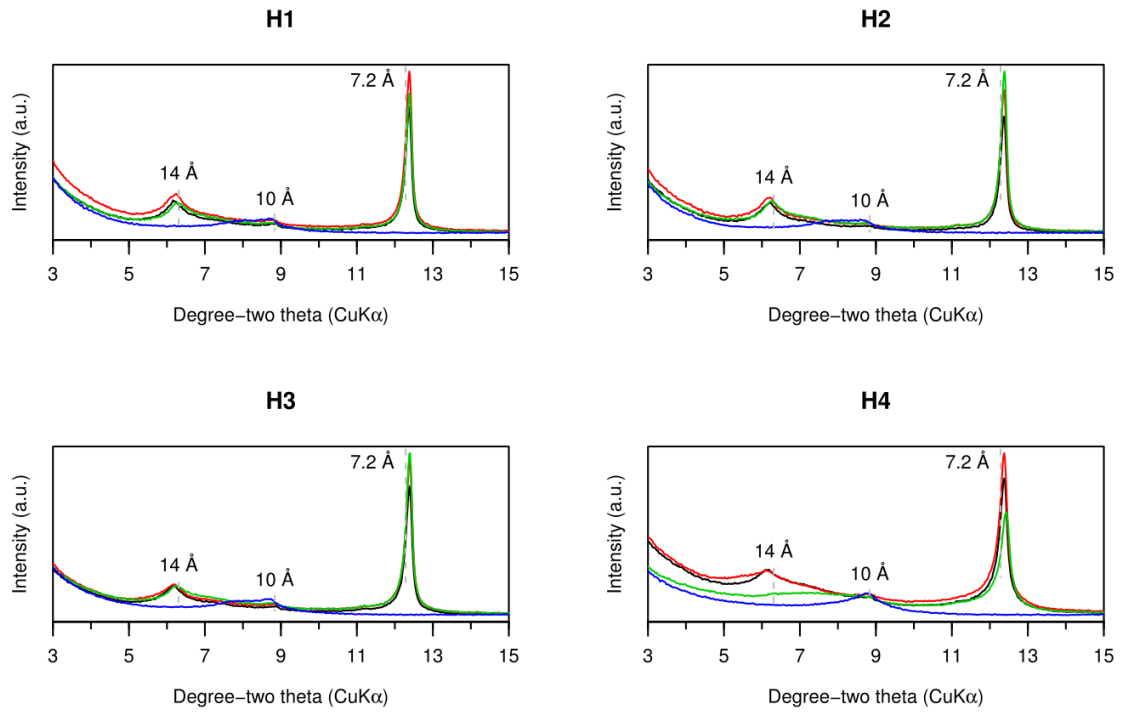 H1
7.2 Å
14 Å
10 Å
Intensity (a.u.)
3 5 7 9 11 13 15
Degree−two theta (CuKα)
H2
7.2 Å
14 Å
10 Å
Intensity (a.u.)
3 5 7 9 11 13 15
Degree−two theta (CuKα)
H3
7.2 Å
14 Å
10 Å
Intensity (a.u.)
3 5 7 9 11 13 15
Degree−two theta (CuKα)
H4
7.2 Å
14 Å
10 Å
Intensity (a.u.)
3 5 7 9 11 13 15
Degree−two theta (CuKα)